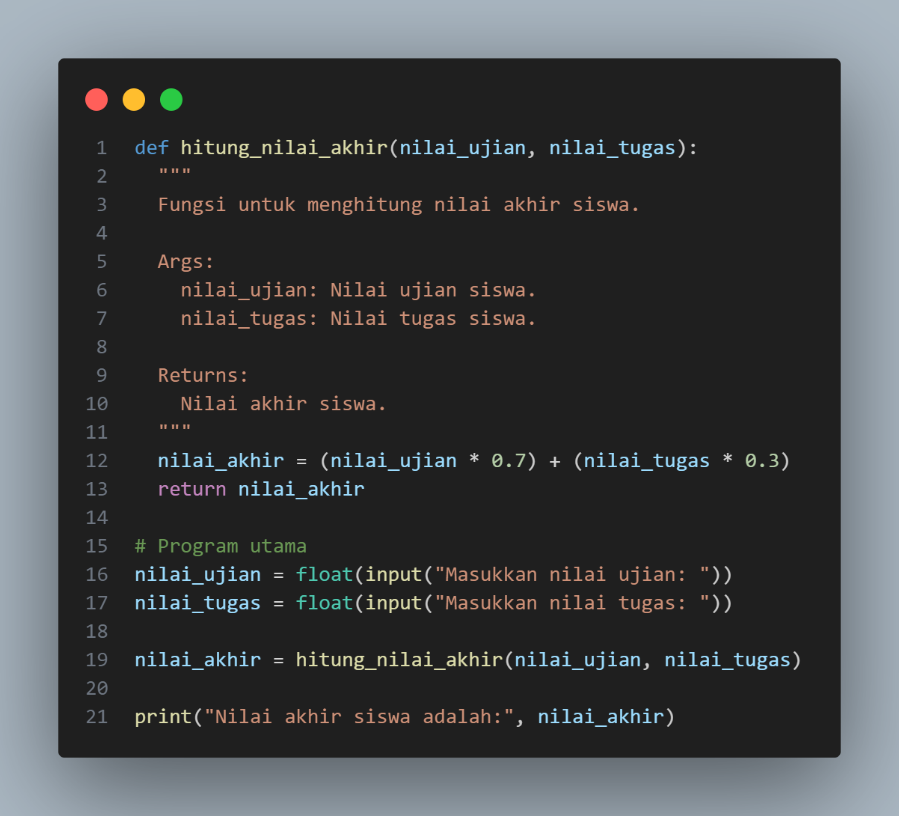 1 def hitung_nilai_akhir(nilai_ujian, nilai_tugas):
2   """
3   Fungsi untuk menghitung nilai akhir siswa.
4
5   Args:
6     nilai_ujian: Nilai ujian siswa.
7     nilai_tugas: Nilai tugas siswa.
8
9   Returns:
10     Nilai akhir siswa.
11   """
12   nilai_akhir = (nilai_ujian * 0.7) + (nilai_tugas * 0.3)
13   return nilai_akhir
14
15 # Program utama
16 nilai_ujian = float(input("Masukkan nilai ujian: "))
17 nilai_tugas = float(input("Masukkan nilai tugas: "))
18
19 nilai_akhir = hitung_nilai_akhir(nilai_ujian, nilai_tugas)
20
21 print("Nilai akhir siswa adalah:", nilai_akhir)